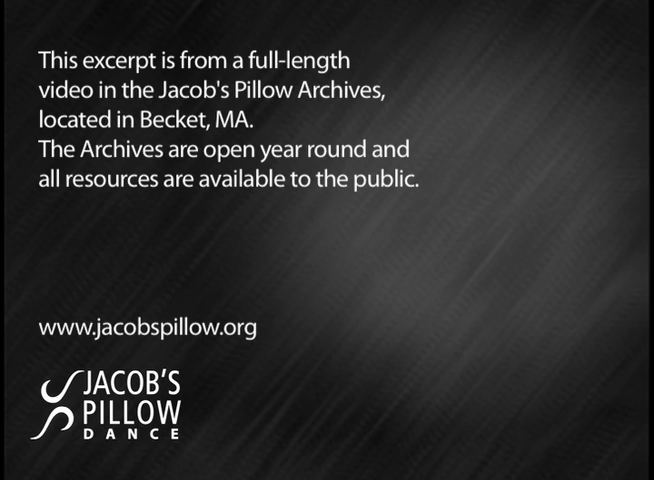 This excerpt is from a full-length
video in the Jacob's Pillow Archives,
located in Becket, MA.
The Archives are open year round and
all resources are available to the public.
www.jacobspillow.org
JACOB'S
PILLOW
DANCE